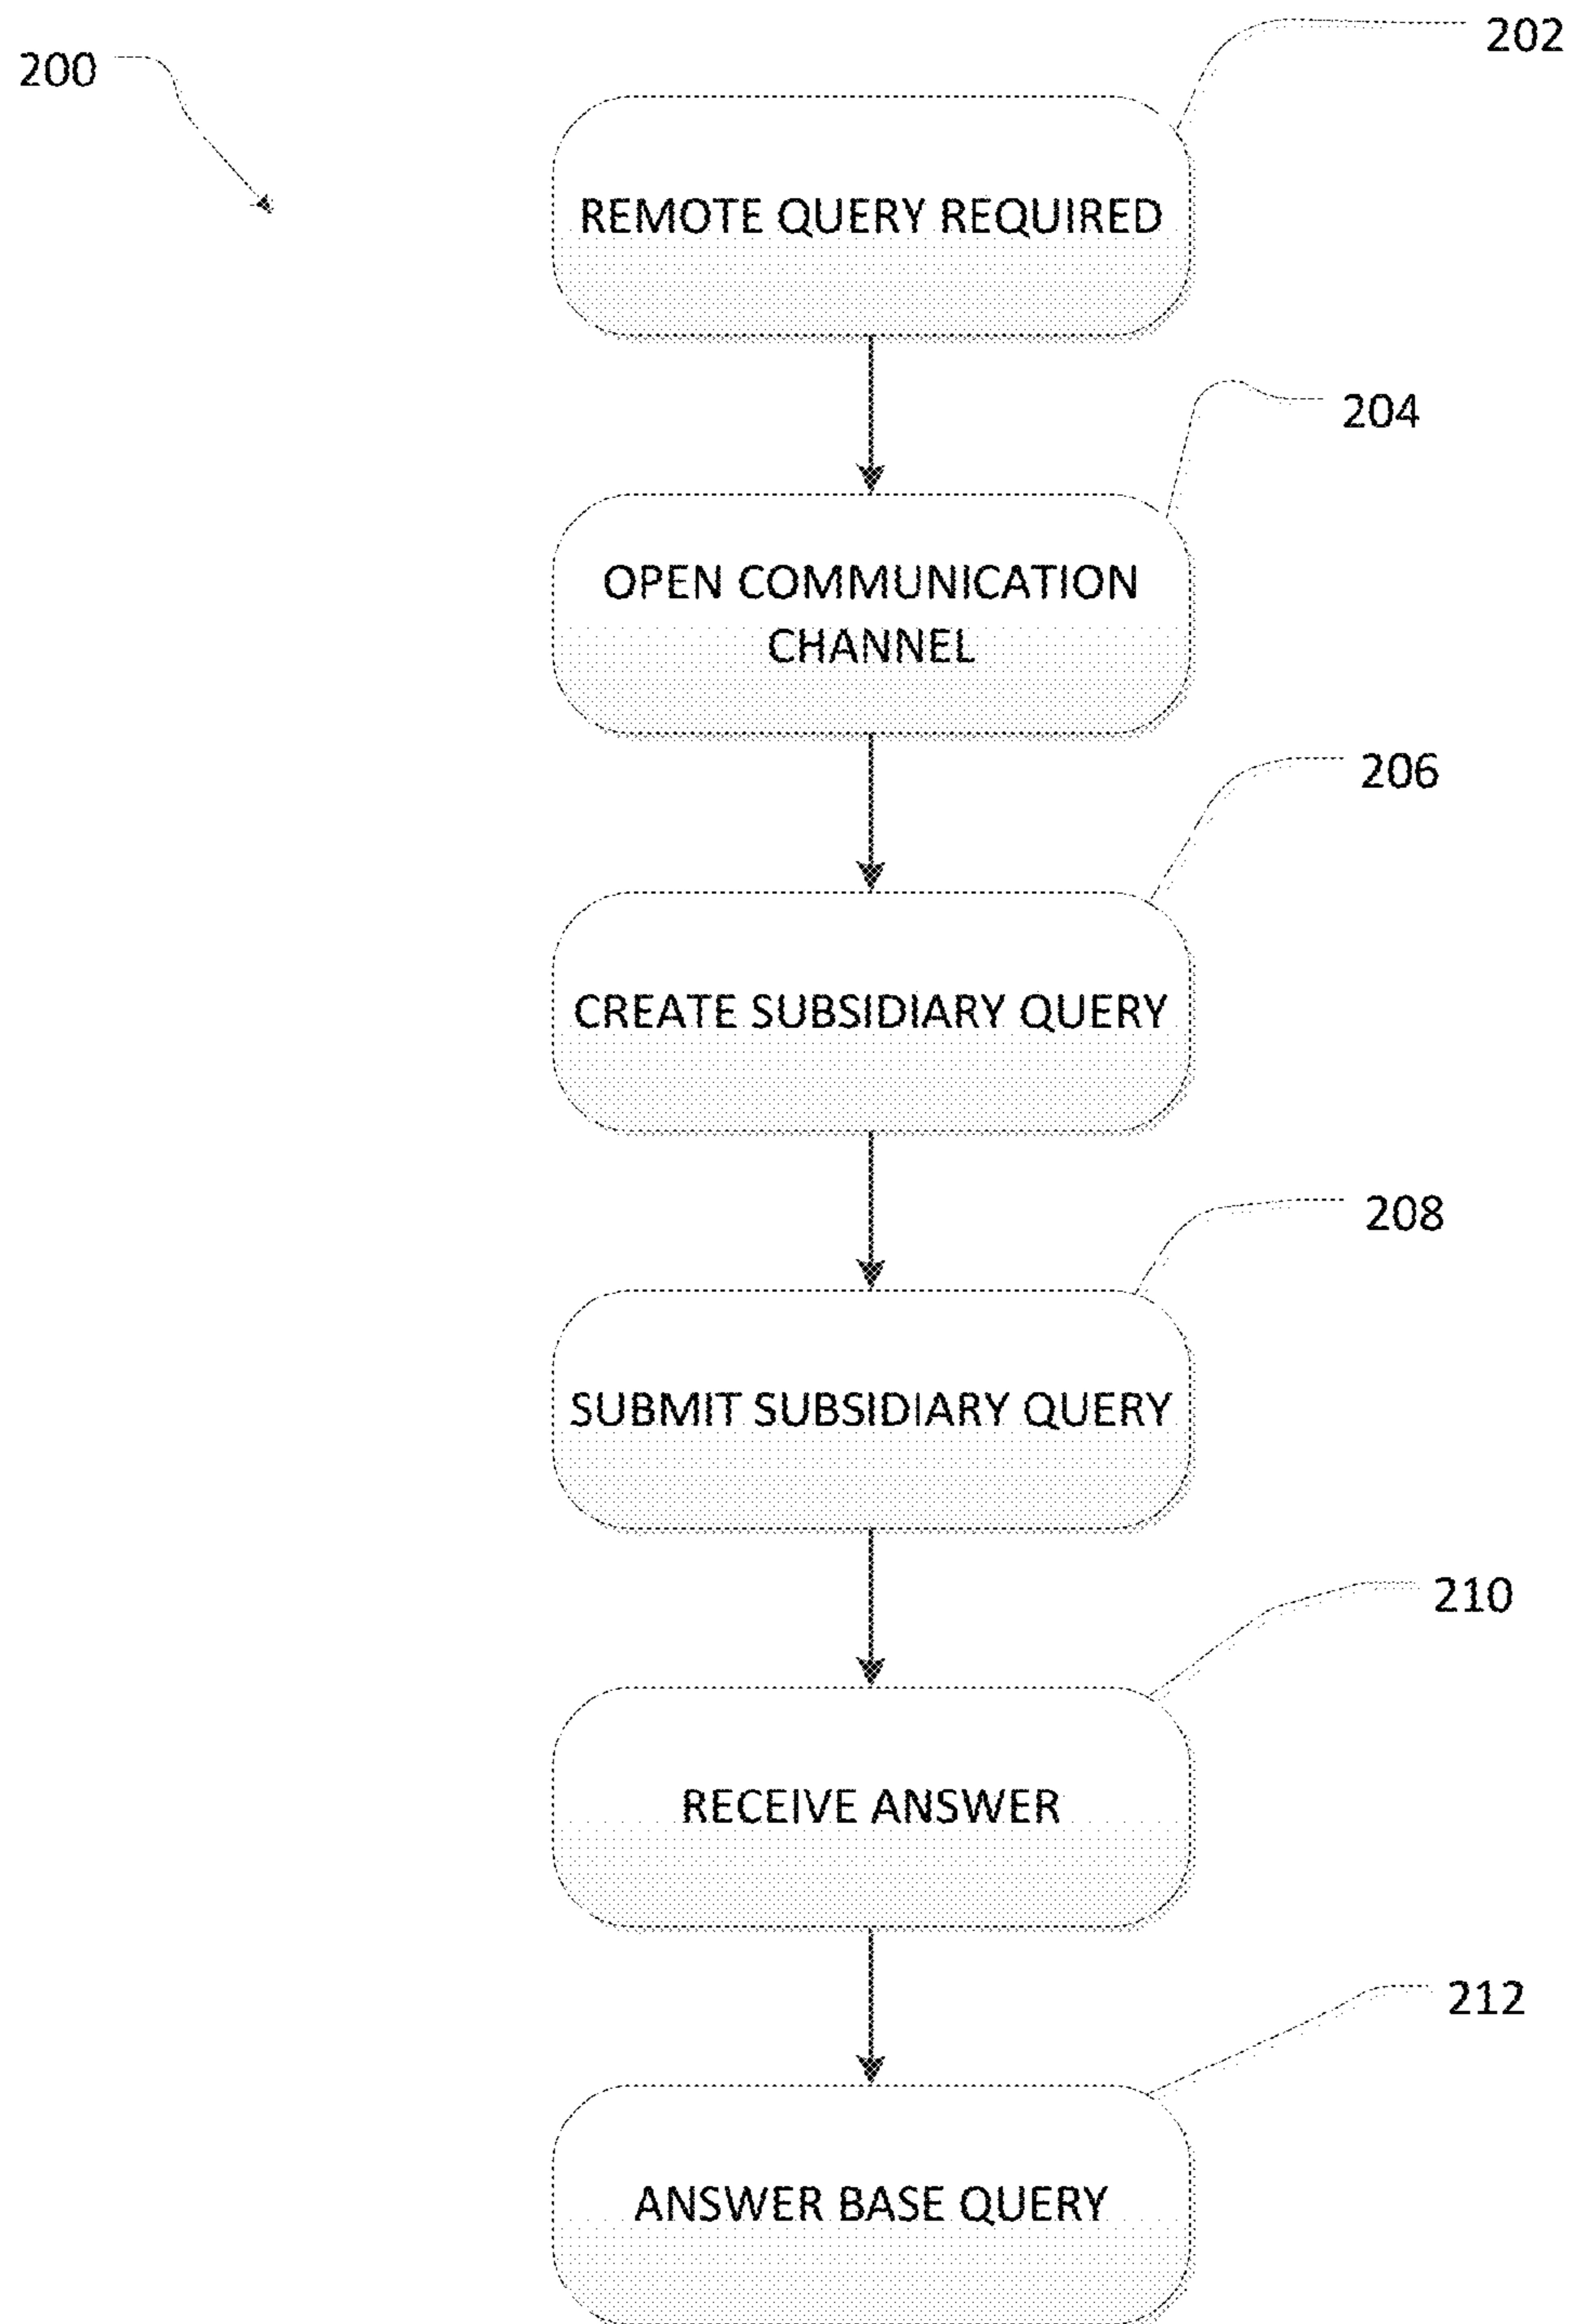 202
200
REMOTE QUERY REQUIRED
204
OPEN COMMUNICATION
CHANNEL
206
CREATE SUBSIDIARY QUERY
208
SUBMIT SUBSIDIARY QUERY
210
RECEIVE ANSWER
212
ANSWER BASE QUERY